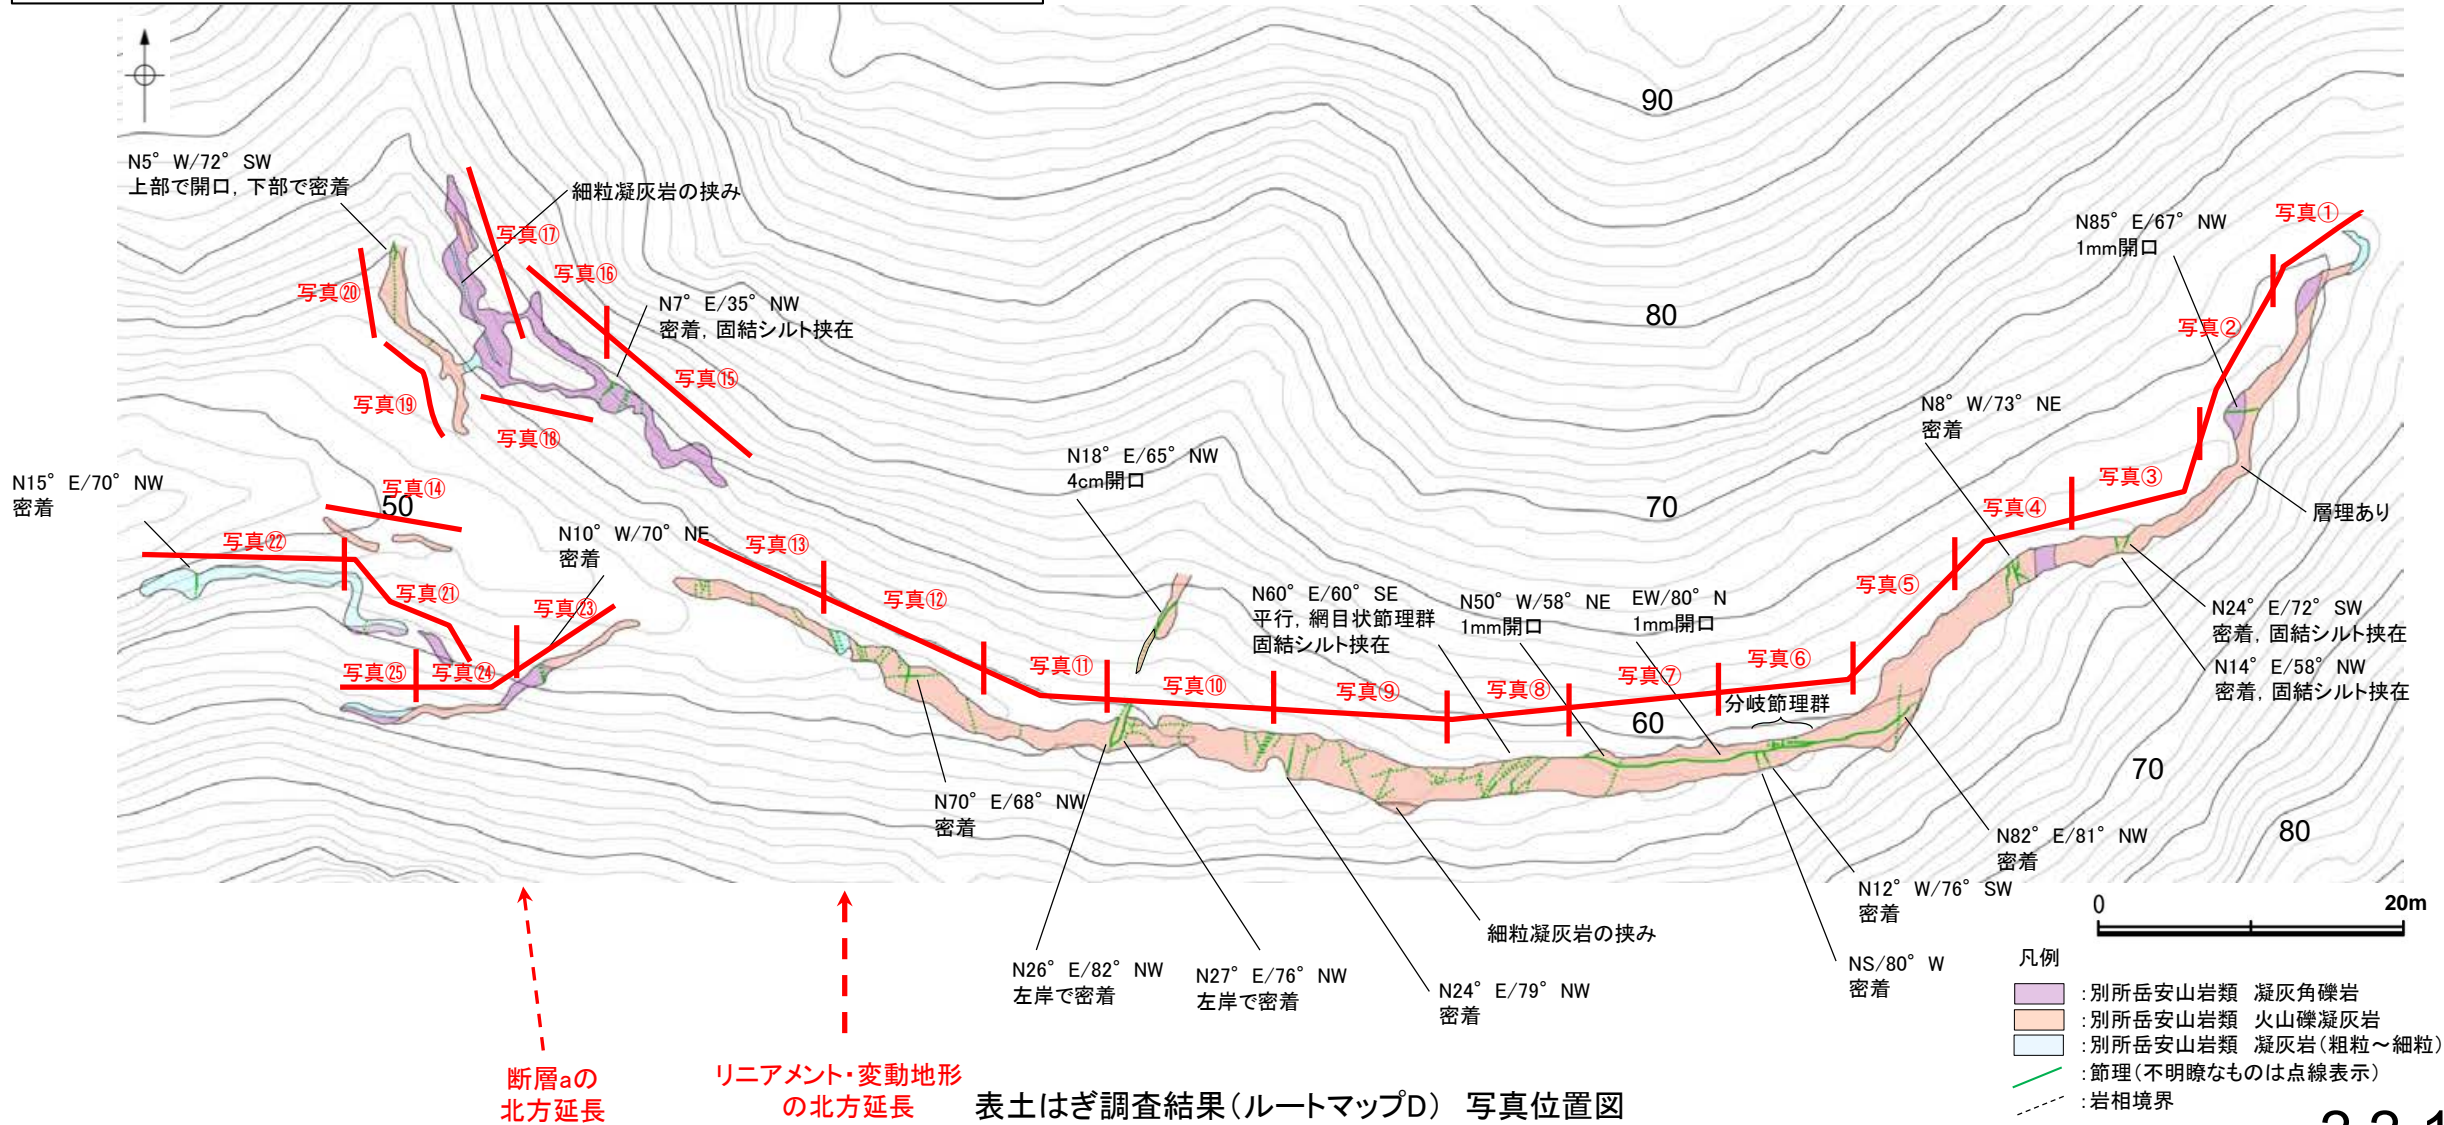 90
N5° W/72° SW
上部で開口，下部で密着
細粒凝灰岩の挟み
写真①
N85° E/67° NW
1mm開口
写真⑰
写真⑯
写真⑳
N7° E/35° NW
密着，固結シルト挟在
80
写真②
写真⑮
写真⑲
写真⑱
N8° W/73° NE
密着
N18° E/65° NW
4cm開口
N15° E/70° NW
密着
写真⑭
50
70
写真③
写真④
層理あり
写真㉒
N10° W/70° NE
密着
写真⑬
写真㉑
写真㉓
写真⑫
写真⑤
N60° E/60° SE
平行，網目状節理群
固結シルト挟在
N50° W/58° NE
1mm開口
EW/80° N
1mm開口
N24° E/72° SW
密着，固結シルト挟在
N14° E/58° NW
密着，固結シルト挟在
写真㉕
写真㉔
写真⑪
写真⑩
写真⑨
写真⑧
写真⑦
写真⑥
分岐節理群
60
70
80
N70° E/68° NW
密着
N82° E/81° NW
密着
N12° W/76° SW
密着
細粒凝灰岩の挟み
NS/80° W
密着
N26° E/82° NW
左岸で密着
N27° E/76° NW
左岸で密着
N24° E/79° NW
密着
0
20m
凡例
：別所岳安山岩類 凝灰角礫岩
：別所岳安山岩類 火山礫凝灰岩
：別所岳安山岩類 凝灰岩（粗粒～細粒）
：節理（不明瞭なものは点線表示）
：岩相境界
断層aの
北方延長
リニアメント・変動地形
の北方延長
表土はぎ調査結果（ルートマップD） 写真位置図